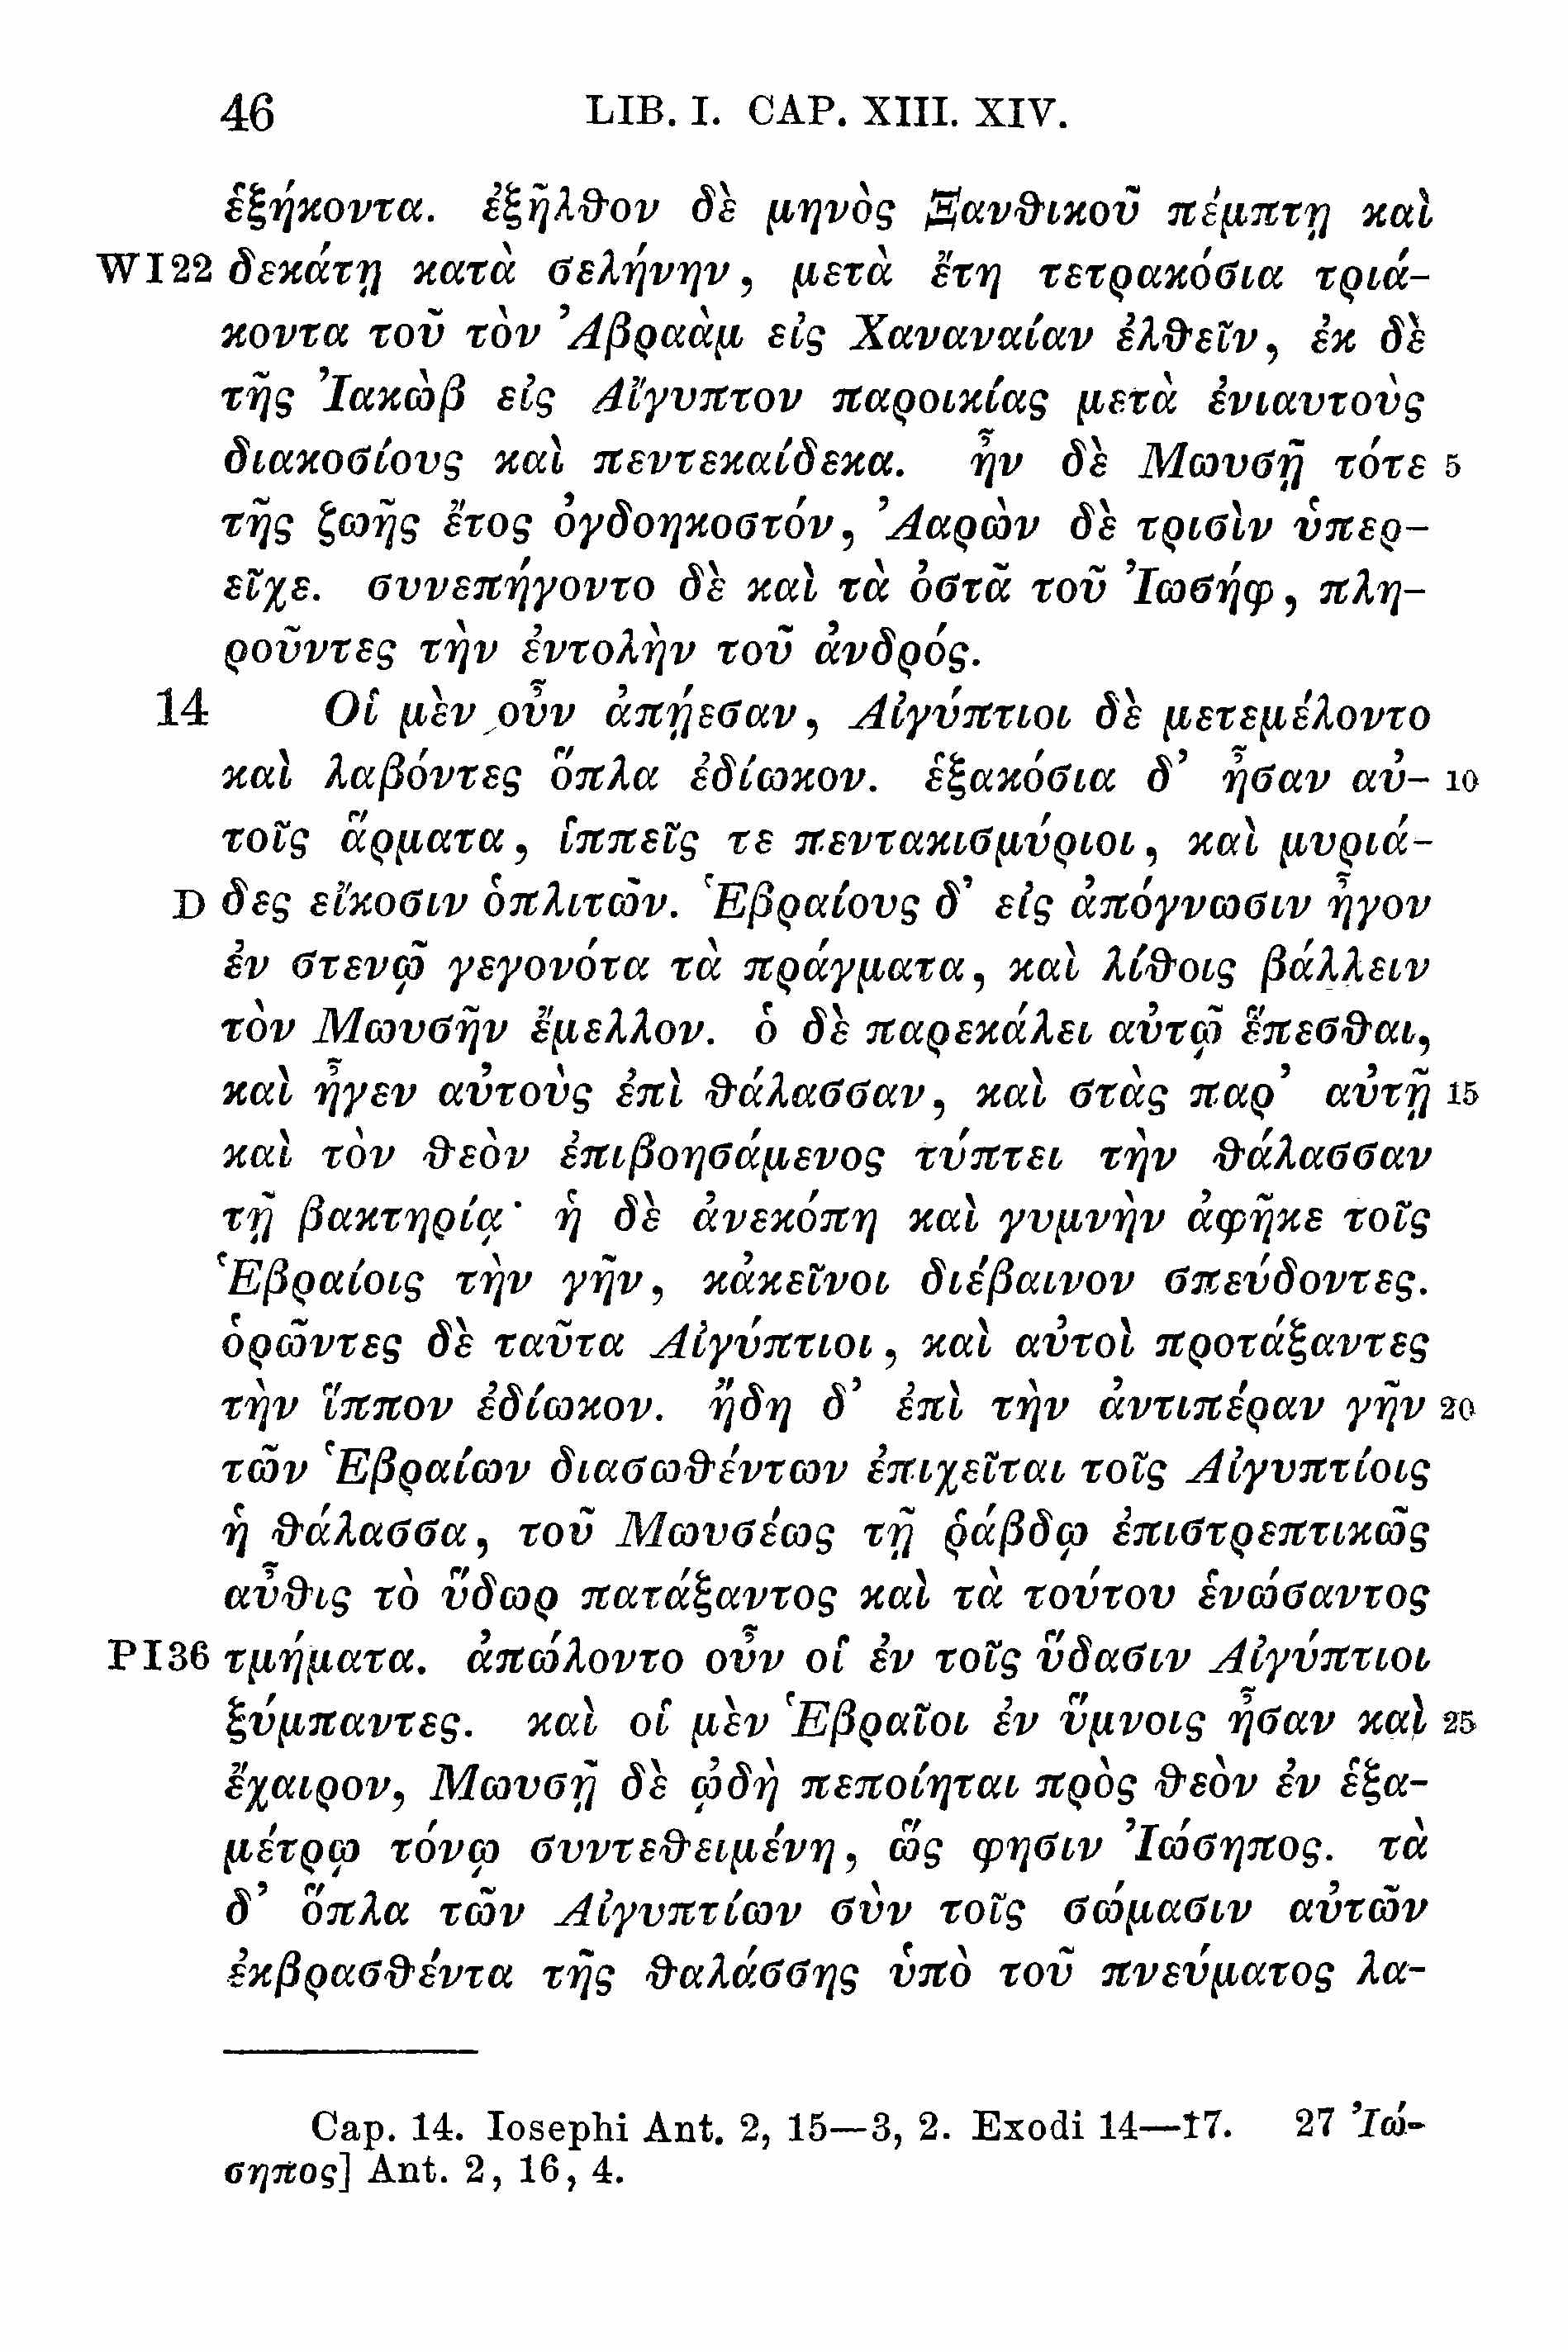 46 LIB. I. CAP. XIII. XIV.
ἑξήκοντα. ἐξῆλθον δὲ μηνὸς Ξανθικοῦ πέμπτῃ καὶ
W I 22 δεκάτῃ κατὰ σελήνην, μετὰ ἔτη τετρακόσια τριά-
κοντα τοῦ τὸν Ἀβραὰμ εἰς Χαναναίαν ἐλθεῖν, ἐκ δὲ
τῆς Ἰακὼβ εἰς Αἴγυπτον παροικίας μετὰ ἐνιαυτοὺς
διακοσίους καὶ πεντεκαίδεκα. ἦν δὲ Μωυσῇ τότε 5
τῆς ζωῆς ἔτος ὀγδοηκοστόν, Ἀαρὼν δὲ τρισὶν ὑπερ-
εῖχε. συνεπήγοντο δὲ καὶ τὰ ὀστᾶ τοῦ Ἰωσήφ, πλη-
ροῦντες τὴν ἐντολὴν τοῦ ἀνδρός.
14 Οἱ μὲν οὖν ἀπῄεσαν, Αἰγύπτιοι δὲ μετεμέλοντο
καὶ λαβόντες ὅπλα ἐδίωκον. ἑξακόσια δ’ ἦσαν αὐ- 10
τοῖς ἅρματα, ἱππεῖς τε πεντακισμύριοι, καὶ μυριά-
D δες εἴκοσιν ὁπλιτῶν. Ἑβραίους δ’ εἰς ἀπόγνωσιν ἦγον
ἐν στενῷ γεγονότα τὰ πράγματα, καὶ λίθοις βάλλειν
τὸν Μωυσῆν ἔμελλον. ὁ δὲ παρεκάλει αὐτῷ ἕπεσθαι,
καὶ ἦγεν αὐτοὺς ἐπὶ θάλασσαν, καὶ στὰς παρ’ αὐτῇ 15
καὶ τὸν θεὸν ἐπιβοησάμενος τύπτει τὴν θάλασσαν
τῇ βακτηρίᾳ· ἡ δὲ ἀνεκόπη καὶ γυμνὴν ἀφῆκε τοῖς
Ἑβραίοις τὴν γῆν, κἀκεῖνοι διέβαινον σπεύδοντες.
ὁρῶντες δὲ ταῦτα Αἰγύπτιοι, καὶ αὐτοὶ προτάξαντες
τὴν ἵππον ἐδίωκον. ἤδη δ’ ἐπὶ τὴν ἀντιπέραν γῆν 20
τῶν Ἑβραίων διασωθέντων ἐπιχεῖται τοῖς Αἰγυπτίοις
ἡ θάλασσα, τοῦ Μωυσέως τῇ ῥάβδῳ ἐπιστρεπτικῶς
αὖθις τὸ ὕδωρ πατάξαντος καὶ τὰ τούτου ἑνώσαντος
P I 36 τμήματα. ἀπώλοντο οὖν οἱ ἐν τοῖς ὕδασιν Αἰγύπτιοι
ξύμπαντες. καὶ οἱ μὲν Ἑβραῖοι ἐν ὕμνοις ἦσαν καὶ 25
ἔχαιρον, Μωυσῇ δὲ ᾠδὴ πεποίηται πρὸς θεὸν ἐν ἑξα-
μέτρῳ τόνῳ συντεθειμένη, ὥς φησιν Ἰώσηπος. τὰ
δ’ ὅπλα τῶν Αἰγυπτίων σὺν τοῖς σώμασιν αὐτῶν
ἐκβρασθέντα τῆς θαλάσσης ὑπὸ τοῦ πνεύματος λα-
Cap. 14. Iosephi Ant. 2, 15—3, 2. Exodi 14—17. 27 Ἰώ-
σηπος] Ant. 2, 16, 4.